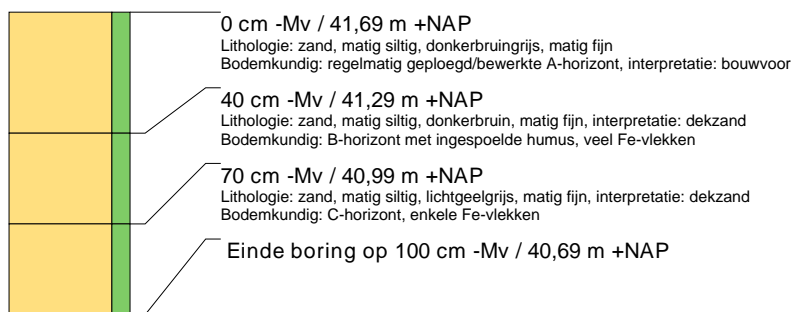 0 cm -Mv / 41,69 m +NAP
Lithologie: zand, matig siltig, donkerbruingrijs, matig fijn
Bodemkundig: regelmatig geploegd/bewerkte A-horizont, interpretatie: bouwvoor
40 cm -Mv / 41,29 m +NAP
Lithologie: zand, matig siltig, donkerbruin, matig fijn, interpretatie: dekzand
Bodemkundig: B-horizont met ingespoelde humus, veel Fe-vlekken
70 cm -Mv / 40,99 m +NAP
Lithologie: zand, matig siltig, lichtgeelgrijs, matig fijn, interpretatie: dekzand
Bodemkundig: C-horizont, enkele Fe-vlekken
Einde boring op 100 cm -Mv / 40,69 m +NAP